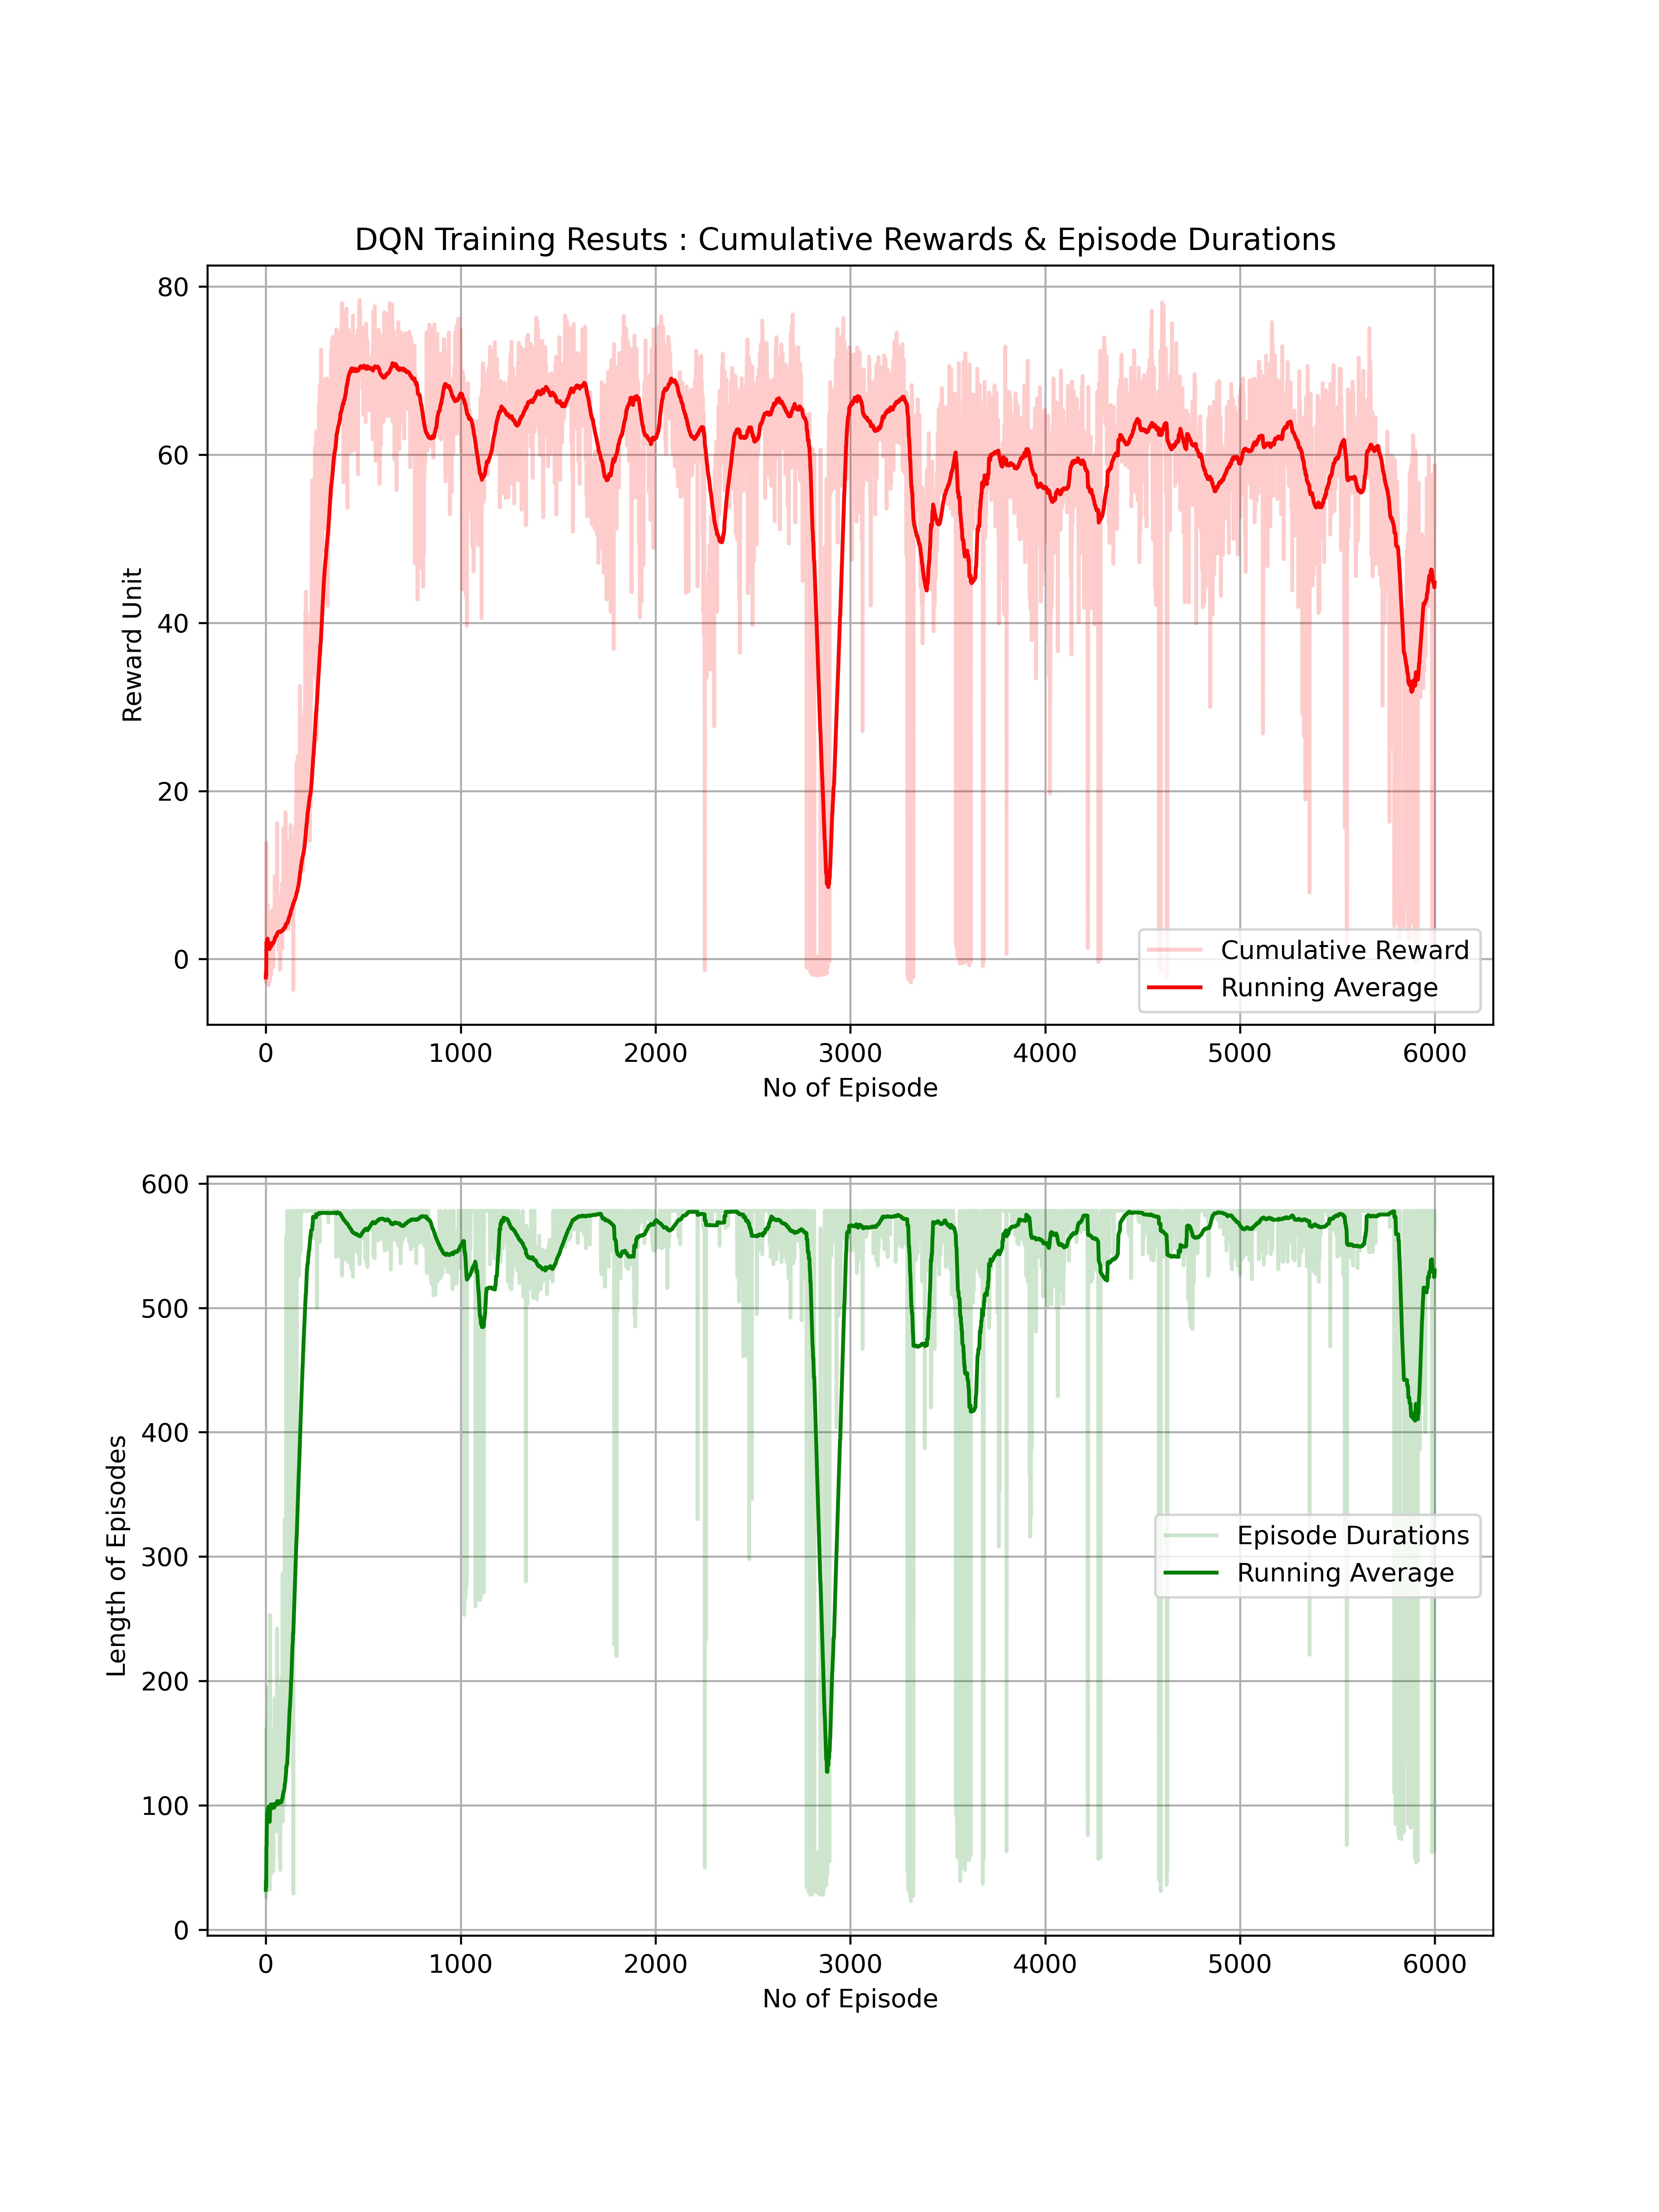 DQN Training Resuts : Cumulative Rewards & Episode Durations
80
60
40
20
0
Reward Unit
Cumulative Reward
Running Average
0 1000 2000 3000 4000 5000 6000
No of Episode
600
500
400
300
200
100
0
Length of Episodes
Episode Durations
Running Average
0 1000 2000 3000 4000 5000 6000
No of Episode